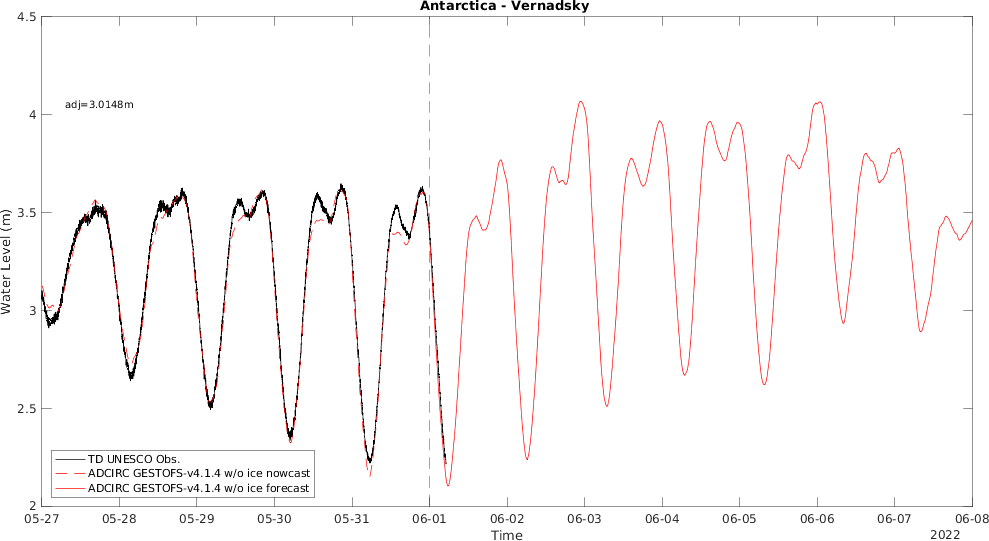 Antarctica - Vernadsky
4.5
4
3.5
3
2.5
2
Water Level (m)
adj=3.0148m
TD UNESCO Obs.
ADCIRC GESTOFS-v4.1.4 w/o ice nowcast
ADCIRC GESTOFS-v4.1.4 w/o ice forecast
05-27 05-28 05-29 05-30 05-31 06-01 06-02 06-03 06-04 06-05 06-06 06-07 06-08
Time
2022